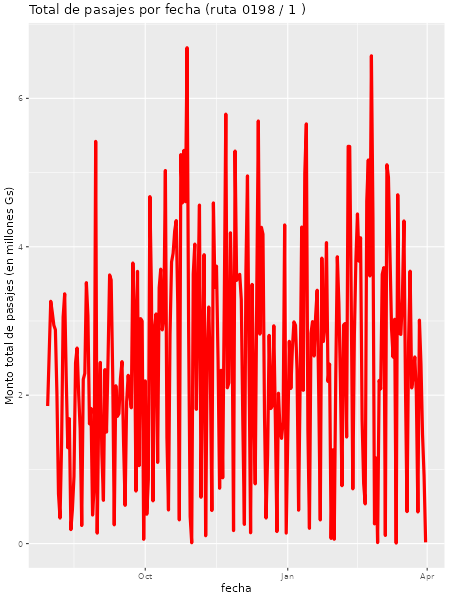 Total de pasajes por fecha (ruta 0198 / 1 )
Monto total de pasajes (en millones Gs)
6
4
2
0
Oct Jan Apr
fecha